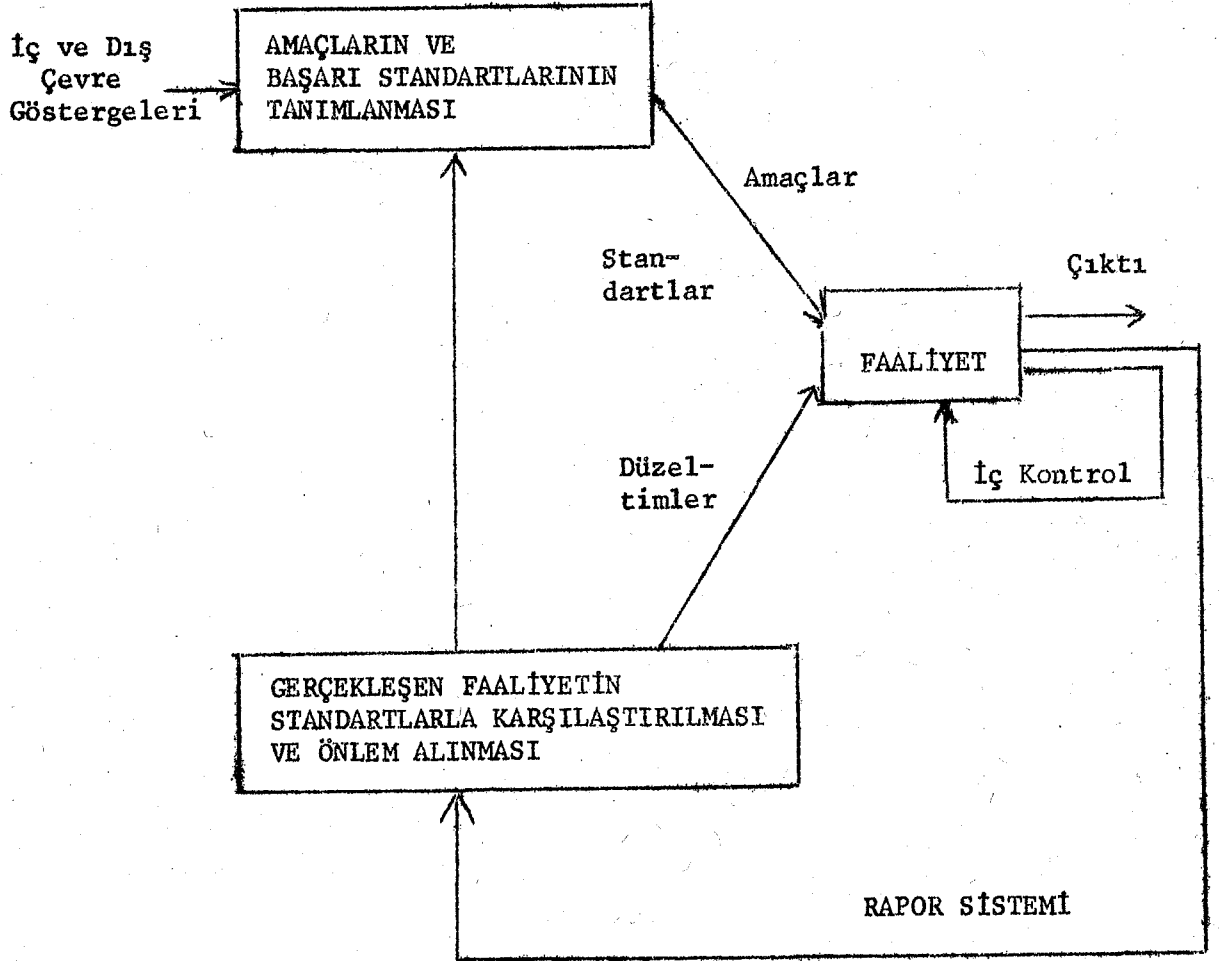 İç ve Dış
Çevre
Göstergeleri
AMAÇLARIN VE
BAŞARI STANDARTLARININ
TANIMLANMASI
Amaçlar
Stan-
dartlar
Çıktı
FAALİYET
Düzel-
timler
İç Kontrol
GERÇEKLEŞEN FAALİYETİN
STANDARTLARLA KARŞILAŞTIRILMASI
VE ÖNLEM ALINMASI
RAPOR SİSTEMİ